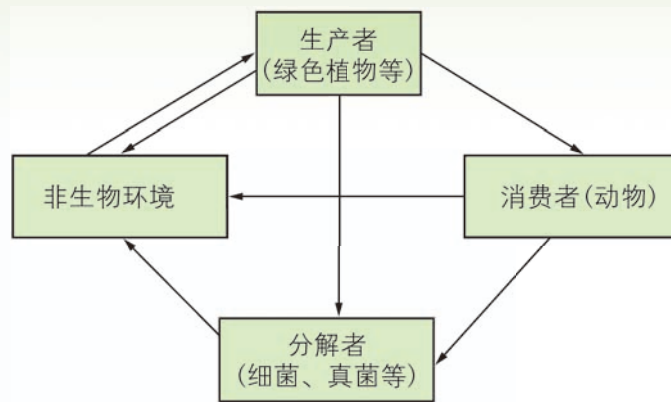 生产者
(绿色植物等)
非生物环境
消费者(动物)
分解者
(细菌、真菌等)